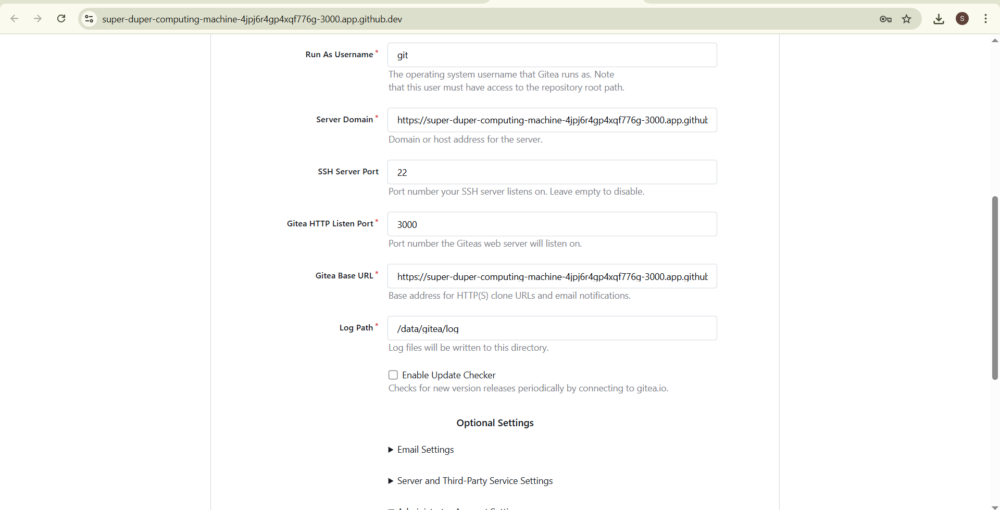 super-duper-computing-machine-4jpj6r4gp4xqf776g-3000.app.github.dev
S
Run As Username *
git
The operating system username that Gitea runs as. Note
that this user must have access to the repository root path.
Server Domain *
https://super-duper-computing-machine-4jpj6r4gp4xqf776g-3000.app.github
Domain or host address for the server.
SSH Server Port
22
Port number your SSH server listens on. Leave empty to disable.
Gitea HTTP Listen Port *
3000
Port number the Giteas web server will listen on.
Gitea Base URL *
https://super-duper-computing-machine-4jpj6r4gp4xqf776g-3000.app.github
Base address for HTTP(S) clone URLs and email notifications.
Log Path *
/data/gitea/log
Log files will be written to this directory.
Enable Update Checker
Checks for new version releases periodically by connecting to gitea.io.
Optional Settings
Email Settings
Server and Third-Party Service Settings